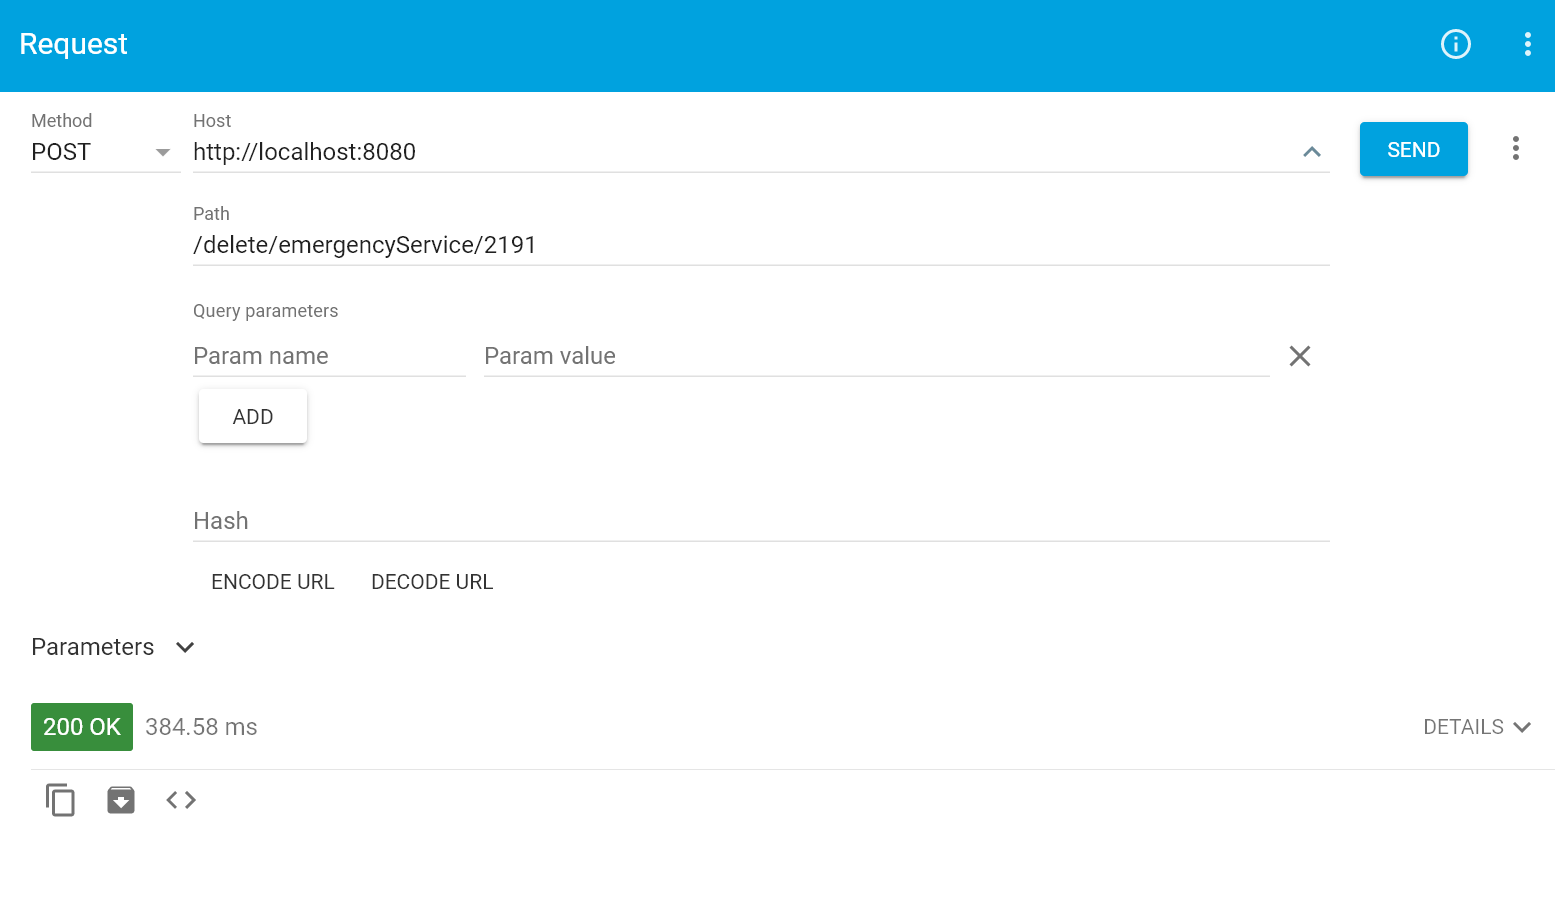 Request
Method
Host
POST
http://localhost:8080
SEND
Path
/delete/emergencyService/2191
Query parameters
Param name
Param value
ADD
Hash
ENCODE URL
DECODE URL
Parameters
200 OK
384.58 ms
DETAILS